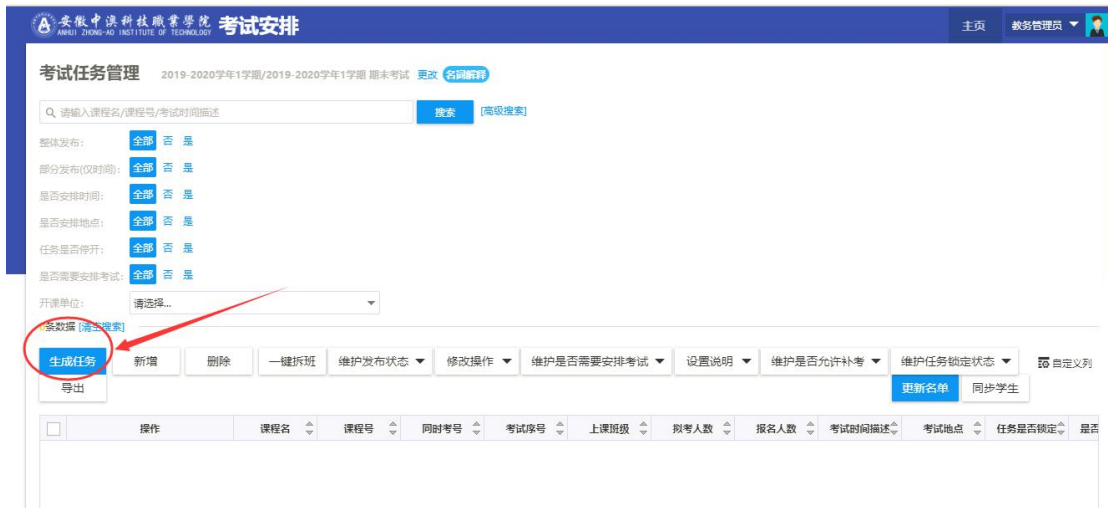 安徽中澳科技職業學院 考试安排 主页 教务管理员
ANHUI ZHONG-AO INSTITUTE OF TECHNOLOGY
考试任务管理 2019-2020学年1学期/2019-2020学年1学期 期末考试 更改 名词解释
请输入课程名/课程号/考试时间描述 搜索 [高级搜索]
整体发布: 全部 否 是
部分发布(仅时间): 全部 否 是
是否安排时间: 全部 否 是
是否安排地点: 全部 否 是
任务是否停开: 全部 否 是
是否需要安排考试: 全部 否 是
开课单位: 请选择...
0条数据 [清空搜索]
生成任务 新增 删除 一键拆班 维护发布状态 修改操作 维护是否需要安排考试 设置说明 维护是否允许补考 维护任务锁定状态 自定义列
导出 更新名单 同步学生
操作 课程名 课程号 同时考号 考试序号 上课班级 拟考人数 报名人数 考试时间描述 考试地点 任务是否锁定 是否